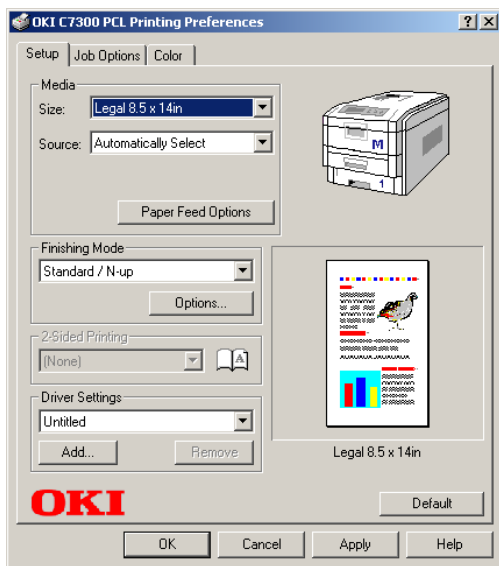 OKI C7300 PCL Printing Preferences
Setup Job Options Color
Media
Size: Legal 8.5 x 14in
Source: Automatically Select
Paper Feed Options
M
1
Finishing Mode
Standard / N-up
Options...
2-Sided Printing
(None)
A
Driver Settings
Untitled
Add... Remove
Legal 8.5 x 14in
OKI
Default
OK Cancel Apply Help